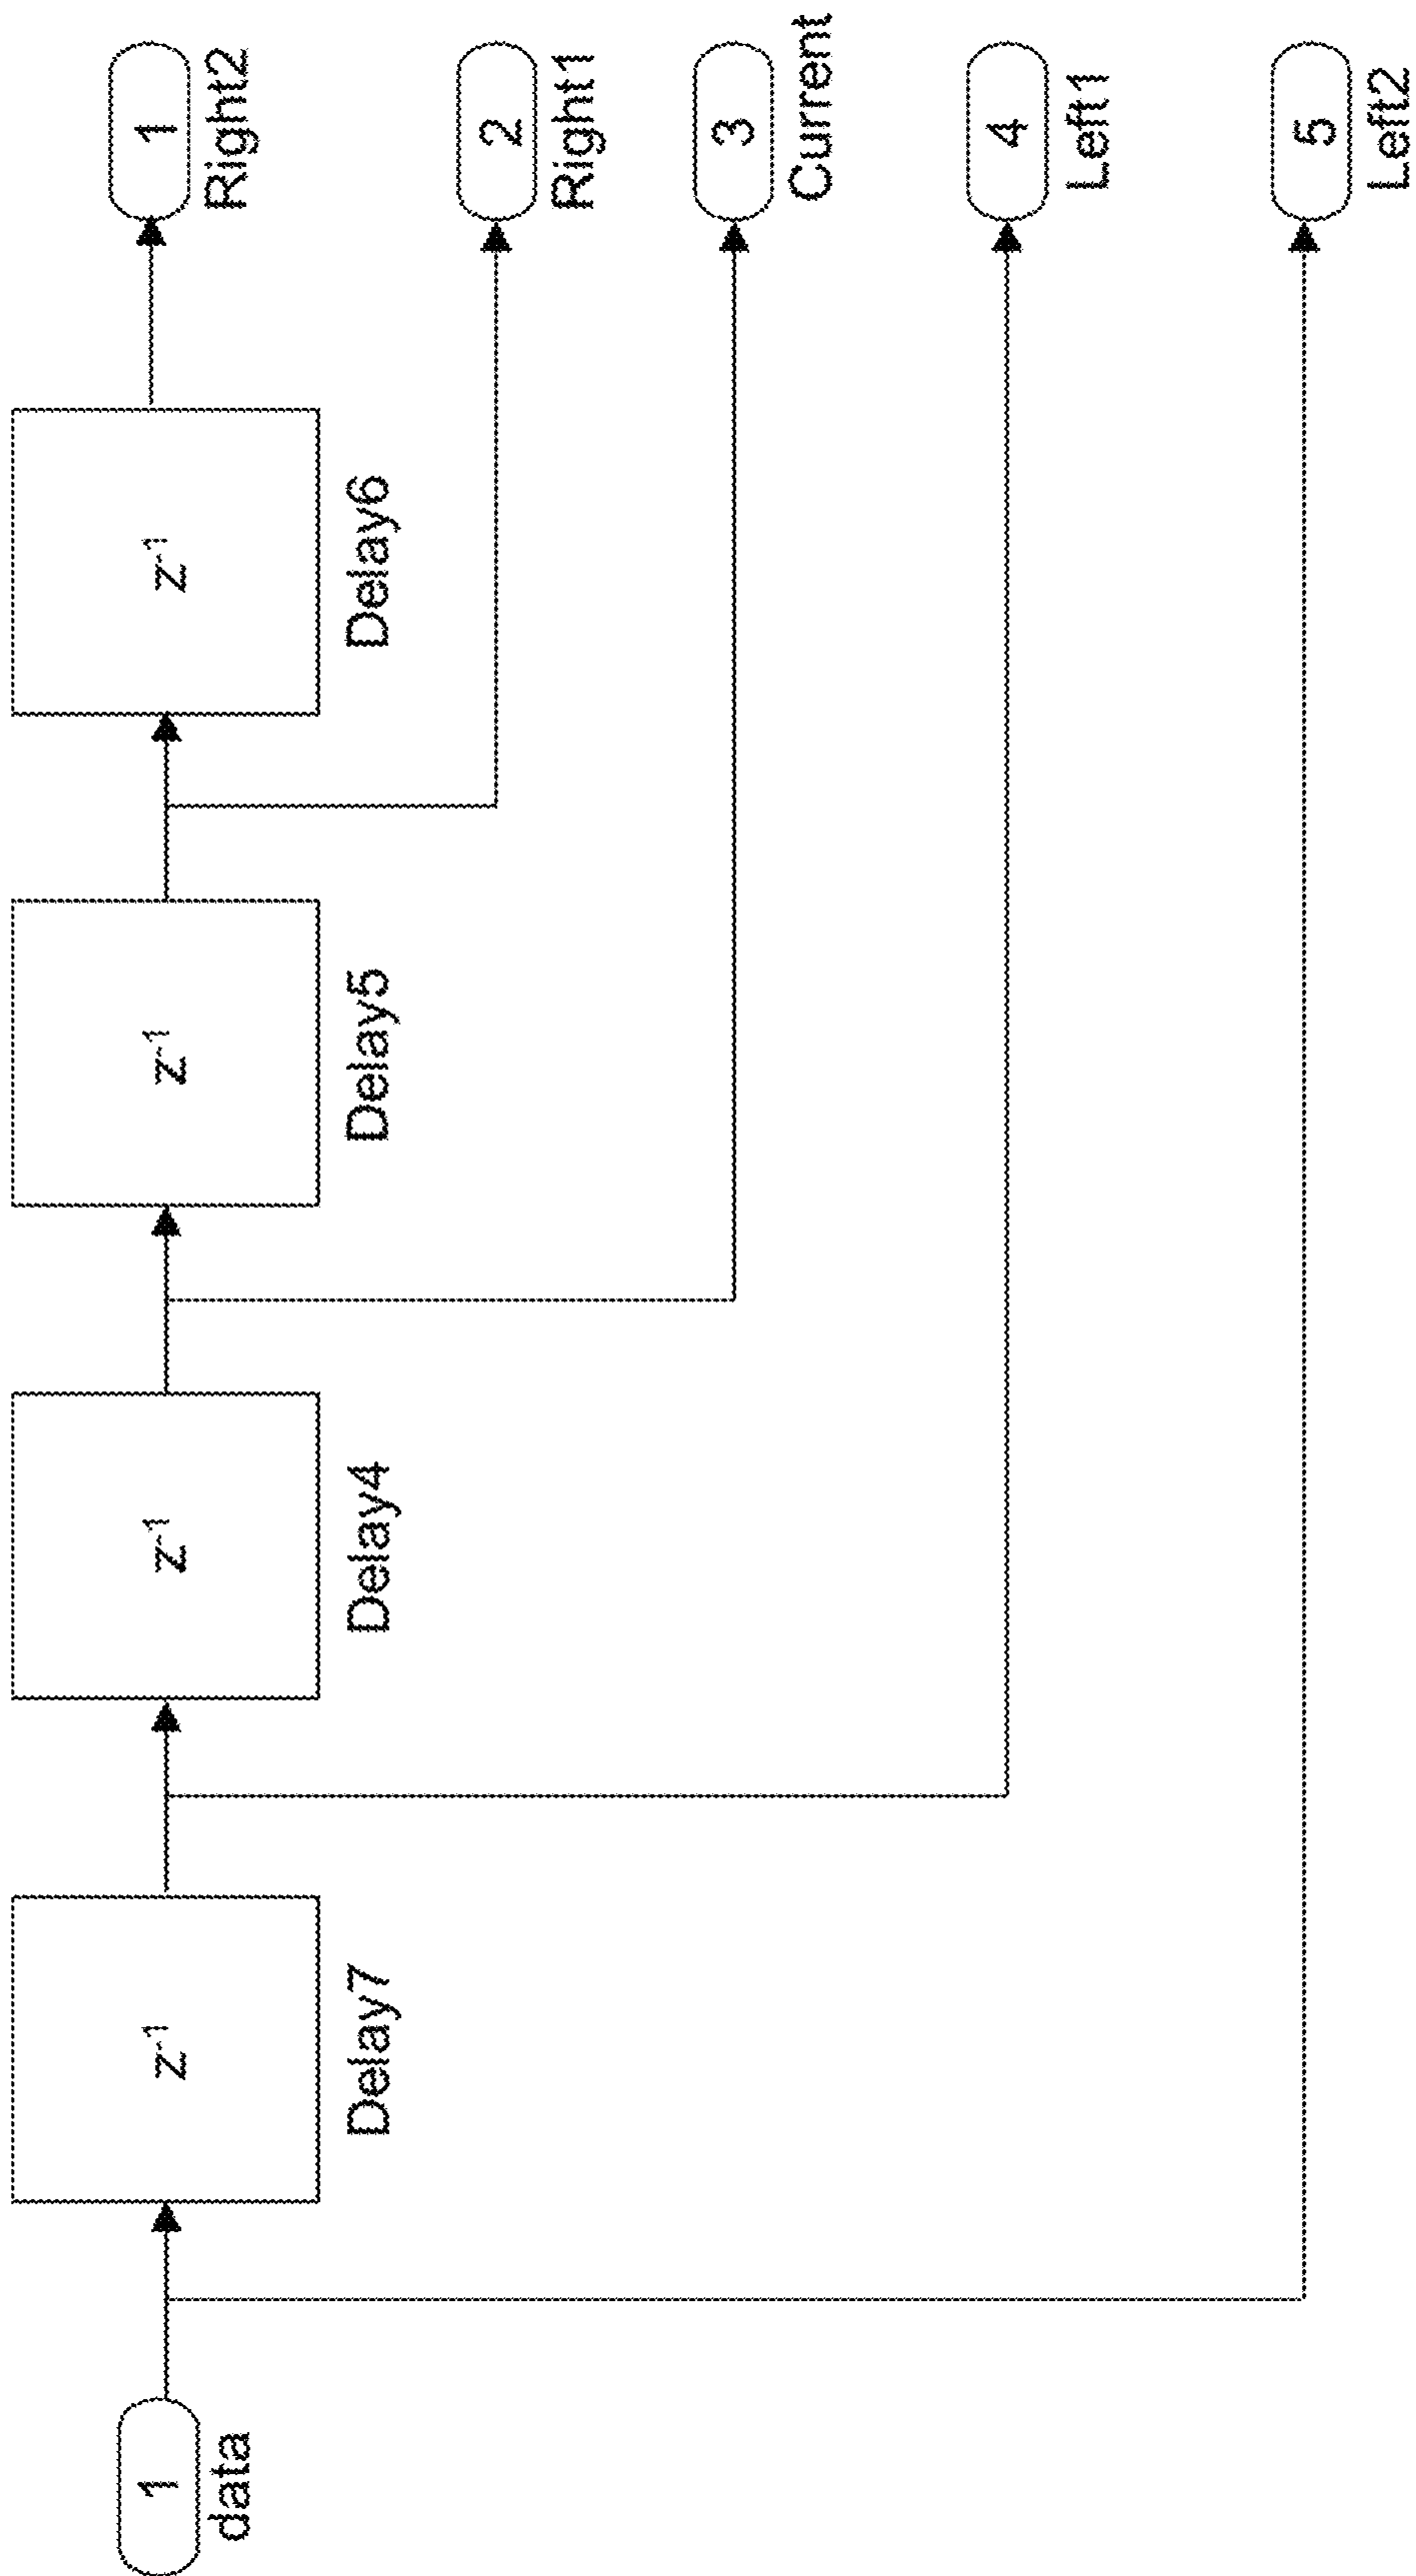 1
data
z-1
Delay7
z-1
Delay4
z-1
Delay5
z-1
Delay6
1
Right2
2
Right1
3
Current
4
Left1
5
Left2